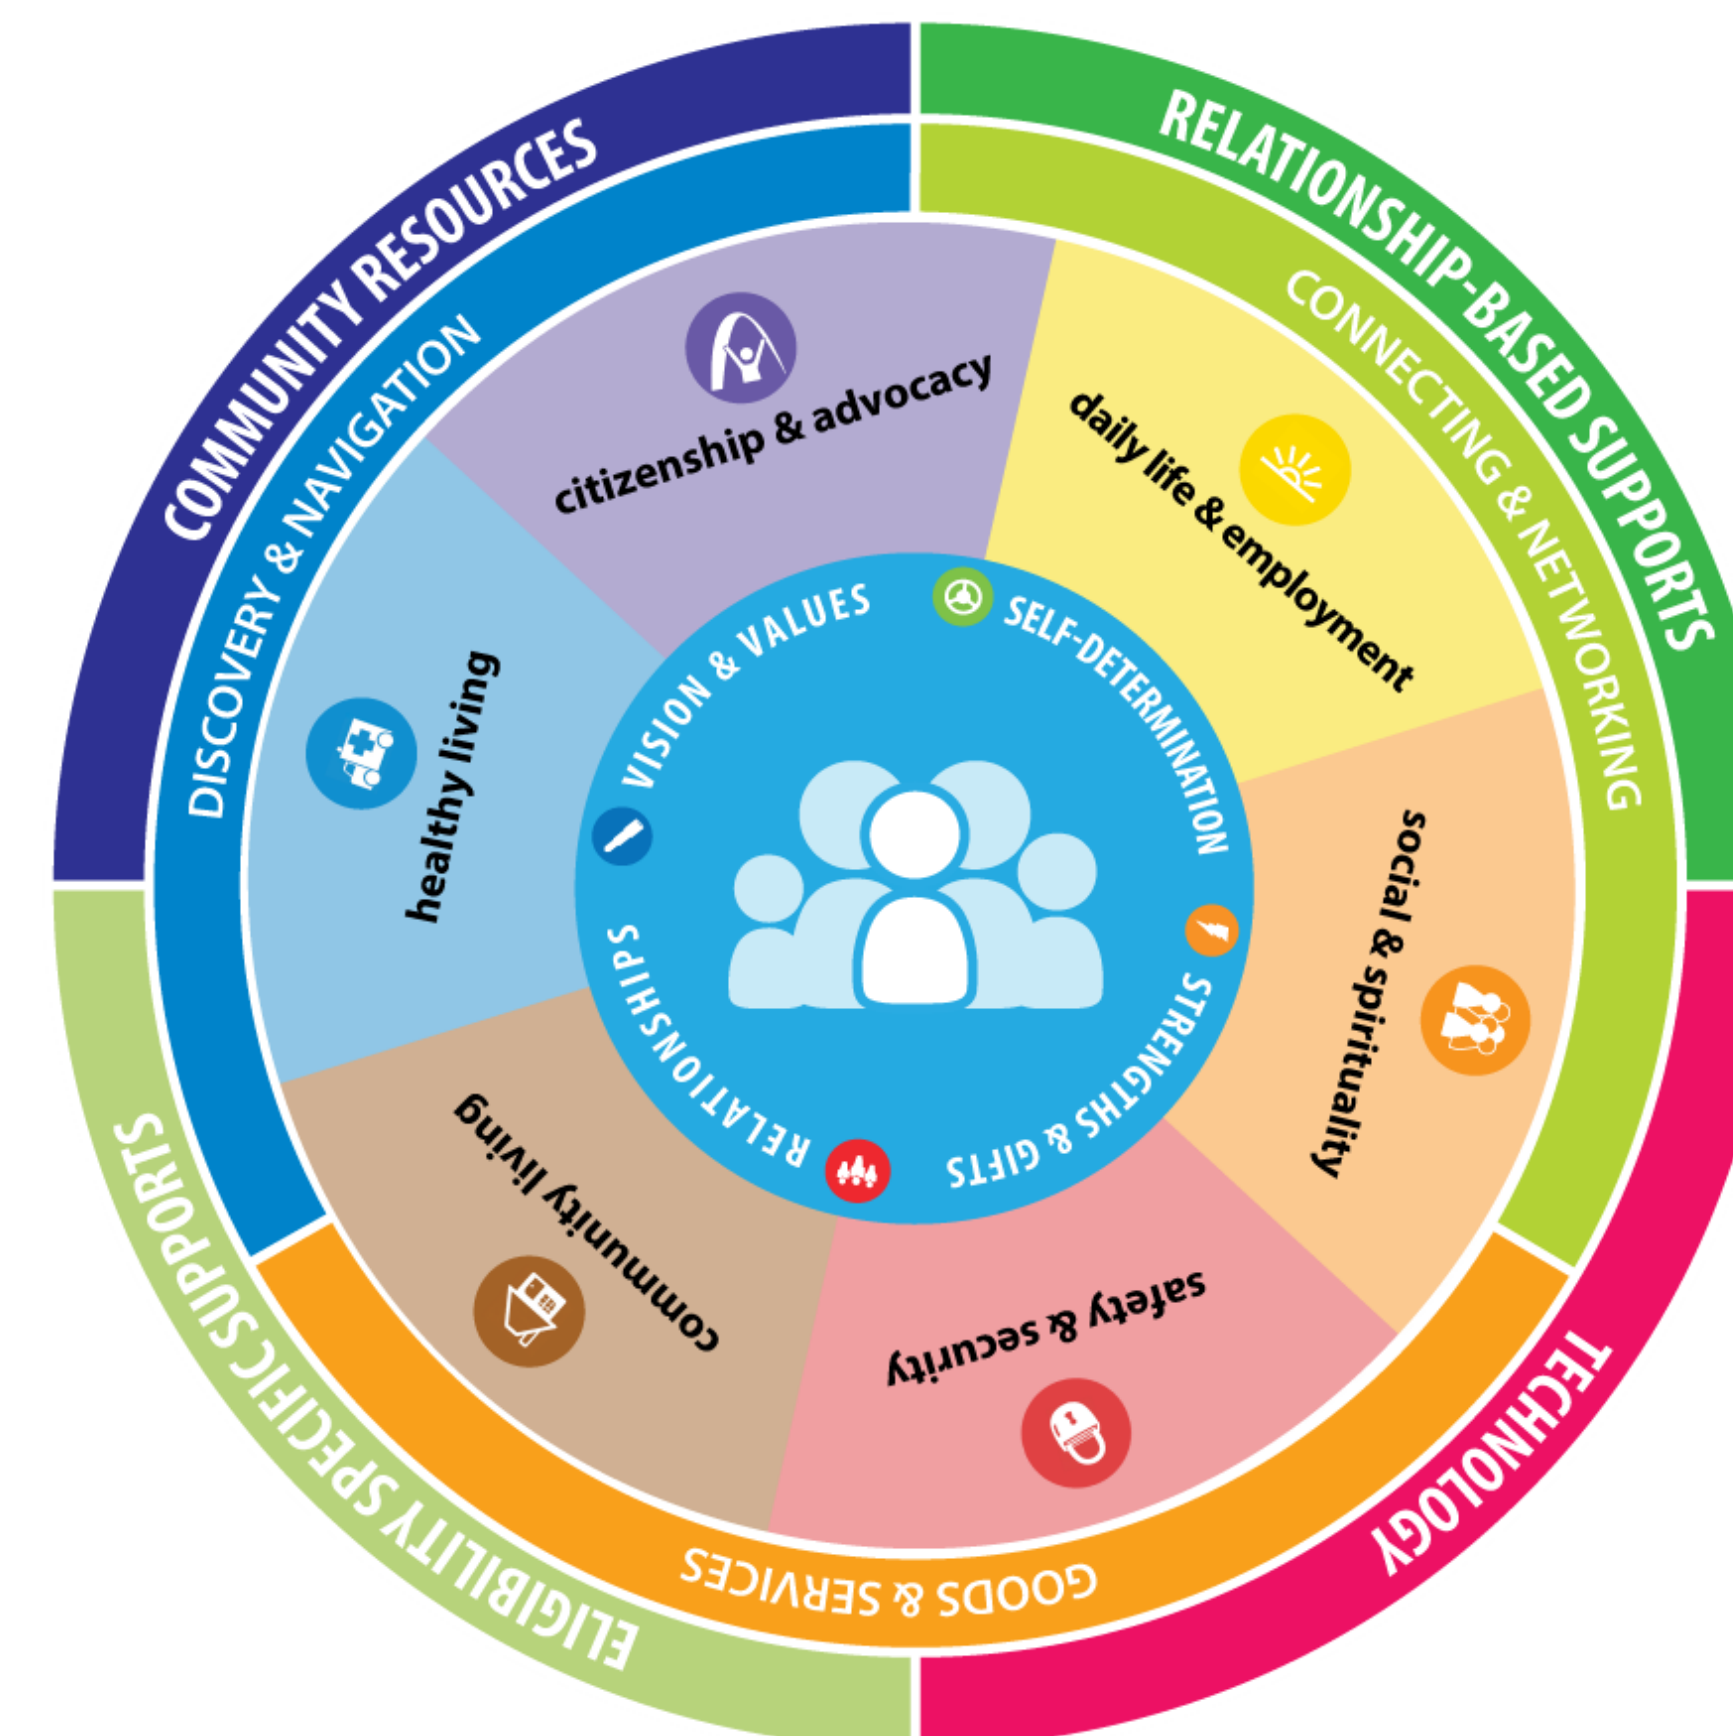 COMMUNITY RESOURCES
RELATIONSHIP-BASED SUPPORTS
TECHNOLOGY
ELIGIBILITY SPECIFIC SUPPORTS
DISCOVERY & NAVIGATION
CONNECTING & NETWORKING
GOODS & SERVICES
citizenship & advocacy
daily life & employment
social & spirituality
safety & security
community living
healthy living
VISION & VALUES
SELF-DETERMINATION
STRENGTHS & GIFTS
RELATIONSHIPS